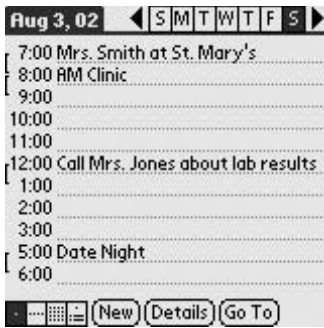 Aug 3, 02 S M T W T F S
7:00 Mrs. Smith at St. Mary's
8:00 AM Clinic
9:00
10:00
11:00
12:00 Call Mrs. Jones about lab results
1:00
2:00
3:00
5:00 Date Night
6:00
New Details Go To